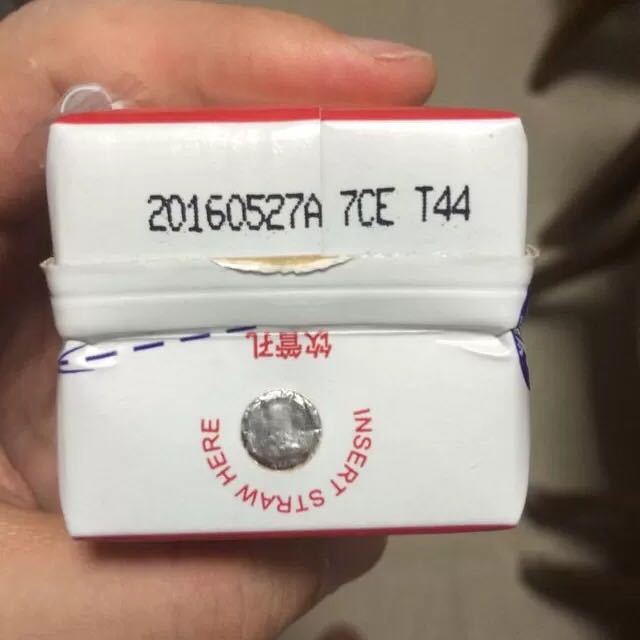 20160527A 7CE T44
饮管孔
INSERT STRAW HERE